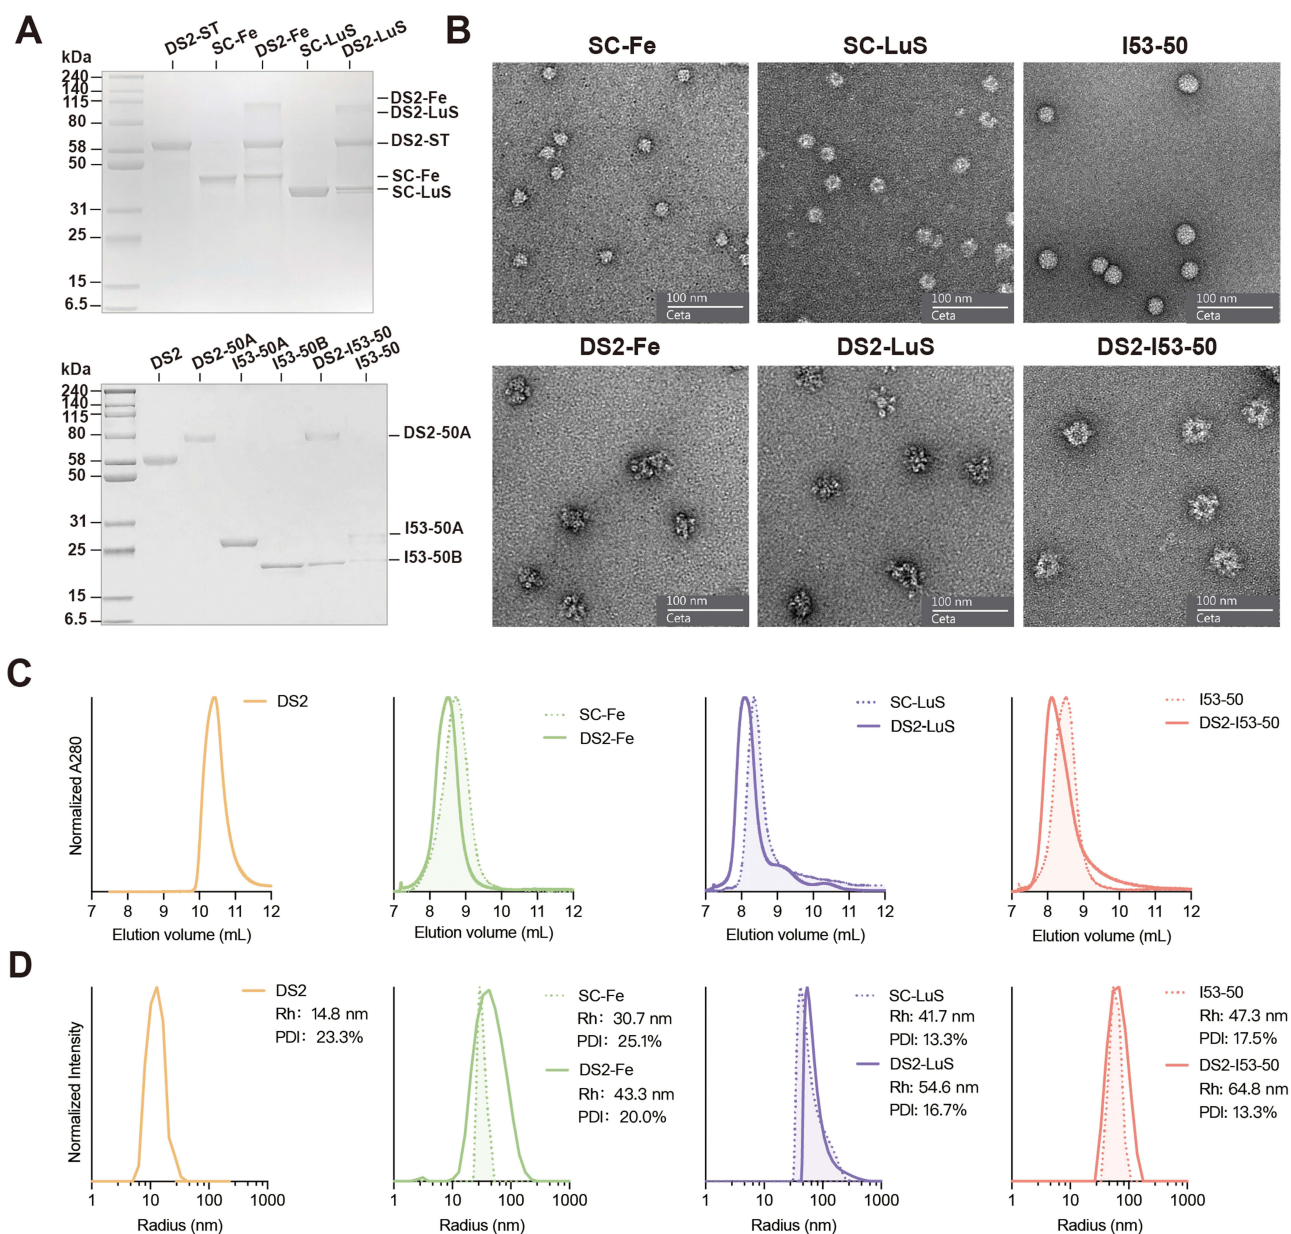 A
DS2-ST
SC-Fe
DS2-Fe
SC-LuS
DS2-LuS
kDa
240
140
115
80
58
50
31
25
15
6.5
DS2-Fe
DS2-LuS
DS2-ST
SC-Fe
SC-LuS
DS2
DS2-50A
I53-50A
I53-50B
DS2-I53-50
I53-50
kDa
240
140
115
80
58
50
31
25
15
6.5
DS2-50A
I53-50A
I53-50B
B
SC-Fe
SC-LuS
I53-50
100 nm
Ceta
100 nm
Ceta
100 nm
Ceta
DS2-Fe
DS2-LuS
DS2-I53-50
100 nm
Ceta
100 nm
Ceta
100 nm
Ceta
C
Normalized A280
DS2
7 8 9 10 11 12
Elution volume (mL)
SC-Fe
DS2-Fe
7 8 9 10 11 12
Elution volume (mL)
SC-LuS
DS2-LuS
7 8 9 10 11 12
Elution volume (mL)
I53-50
DS2-I53-50
7 8 9 10 11 12
Elution volume (mL)
D
Normalized Intensity
DS2
Rh: 14.8 nm
PDI: 23.3%
1 10 100 1000
Radius (nm)
SC-Fe
Rh: 30.7 nm
PDI: 25.1%
DS2-Fe
Rh: 43.3 nm
PDI: 20.0%
1 10 100 1000
Radius (nm)
SC-LuS
Rh: 41.7 nm
PDI: 13.3%
DS2-LuS
Rh: 54.6 nm
PDI: 16.7%
1 10 100 1000
Radius (nm)
I53-50
Rh: 47.3 nm
PDI: 17.5%
DS2-I53-50
Rh: 64.8 nm
PDI: 13.3%
1 10 100 1000
Radius (nm)